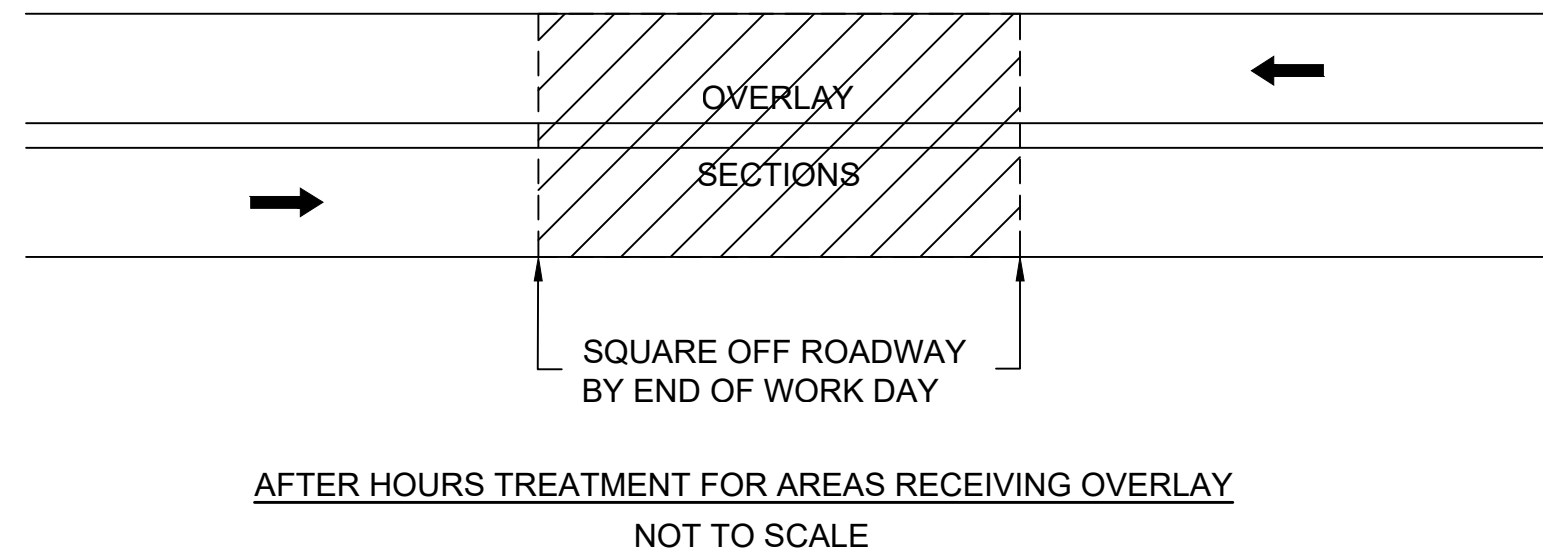 OVERLAY
SECTIONS
SQUARE OFF ROADWAY
BY END OF WORK DAY
AFTER HOURS TREATMENT FOR AREAS RECEIVING OVERLAY
NOT TO SCALE